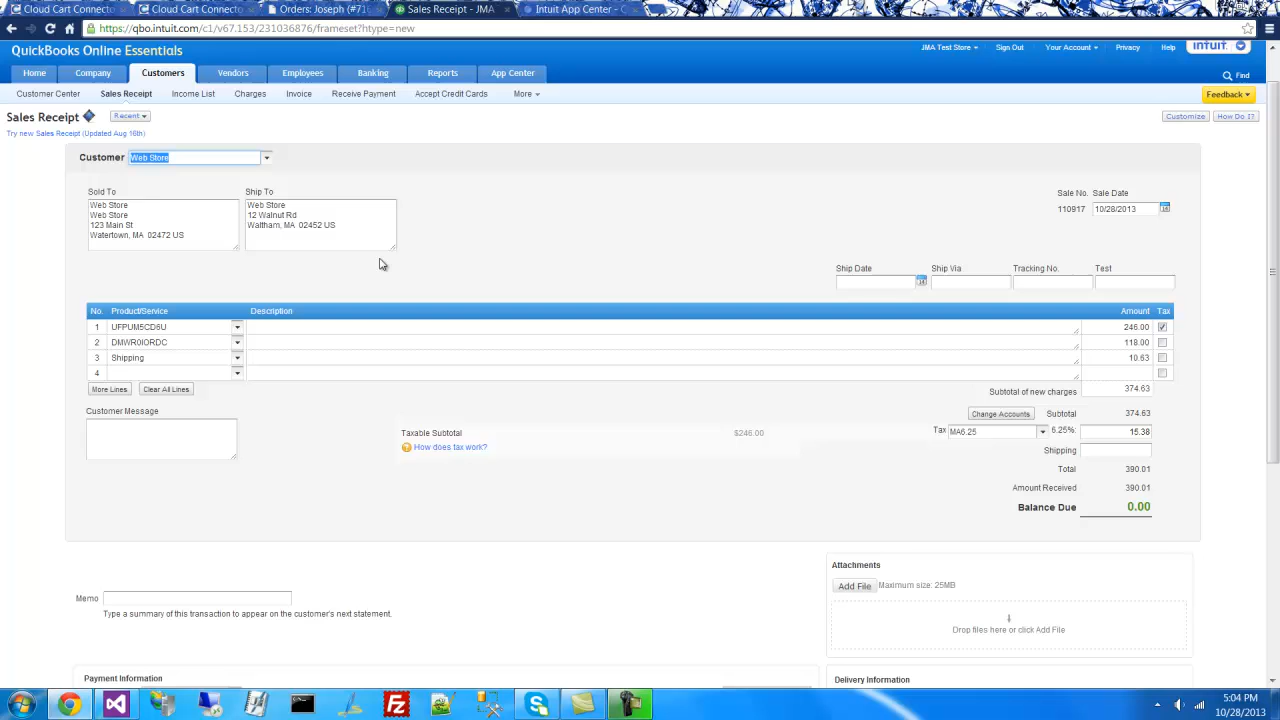 Cloud Cart Connecto
Cloud Cart Connecto
Orders: Joseph (#71
Sales Receipt - JMA
Intuit App Center - C
https://qbo.intuit.com/c1/v67.153/231036876/frameset?htype=new
QuickBooks Online Essentials
JMA Test Store
Sign Out
Your Account
Privacy
Help
intuit
Home
Company
Customers
Vendors
Employees
Banking
Reports
App Center
Find
Customer Center
Sales Receipt
Income List
Charges
Invoice
Receive Payment
Accept Credit Cards
More
Feedback
Sales Receipt
Recent
Customize
How Do I?
Try new Sales Receipt (Updated Aug 16th)
Customer
Web Store
Sold To
Ship To
Sale No.
Sale Date
Web Store
Web Store
123 Main St
Watertown, MA 02472 US
Web Store
12 Walnut Rd
Waltham, MA 02452 US
110917
10/28/2013
Ship Date
Ship Via
Tracking No.
Test
No.
Product/Service
Description
Amount
Tax
1 UFPUM5CD6U 246.00
2 DMWR0IORDC 118.00
3 Shipping 10.63
4
More Lines
Clear All Lines
Subtotal of new charges 374.63
Customer Message
Change Accounts
Subtotal 374.63
Taxable Subtotal $246.00
Tax MA6.25 6.25% 15.38
How does tax work?
Shipping
Total 390.01
Amount Received 390.01
Balance Due 0.00
Attachments
Add File
Maximum size: 25MB
Memo
Type a summary of this transaction to appear on the customer's next statement.
Drop files here or click Add File
Payment Information
Delivery Information
5:04 PM
10/28/2013